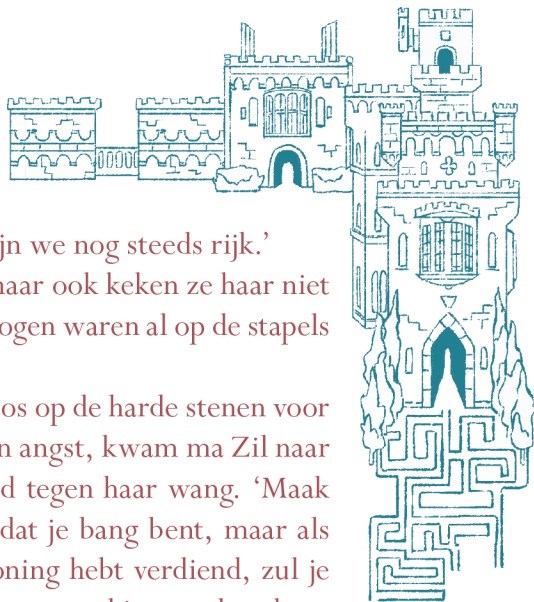 jn we nog steeds rijk.’
naar ook keken ze haar niet
ogen waren al op de stapels
os op de harde stenen voor
n angst, kwam ma Zil naar
d tegen haar wang. ‘Maak
dat je bang bent, maar als
oning hebt verdiend, zul je